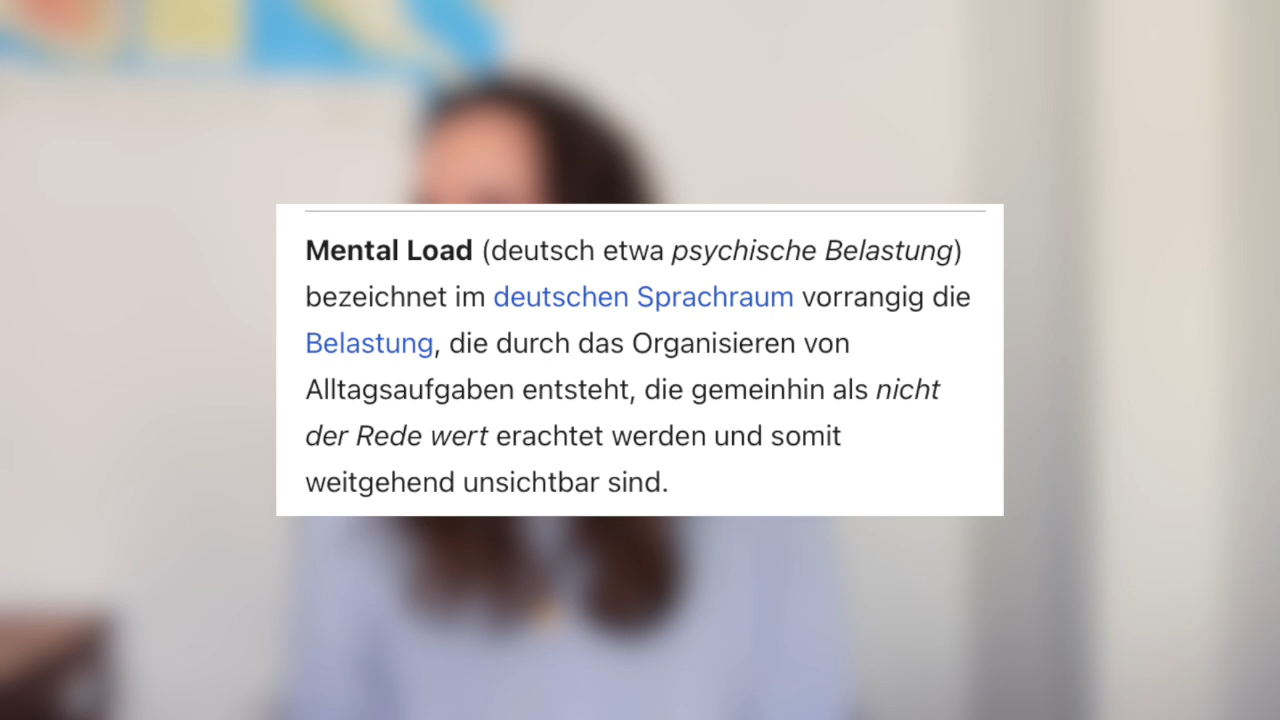 Mental Load (deutsch etwa psychische Belastung)
bezeichnet im deutschen Sprachraum vorrangig die
Belastung, die durch das Organisieren von
Alltagsaufgaben entsteht, die gemeinhin als nicht
der Rede wert erachtet werden und somit
weitgehend unsichtbar sind.